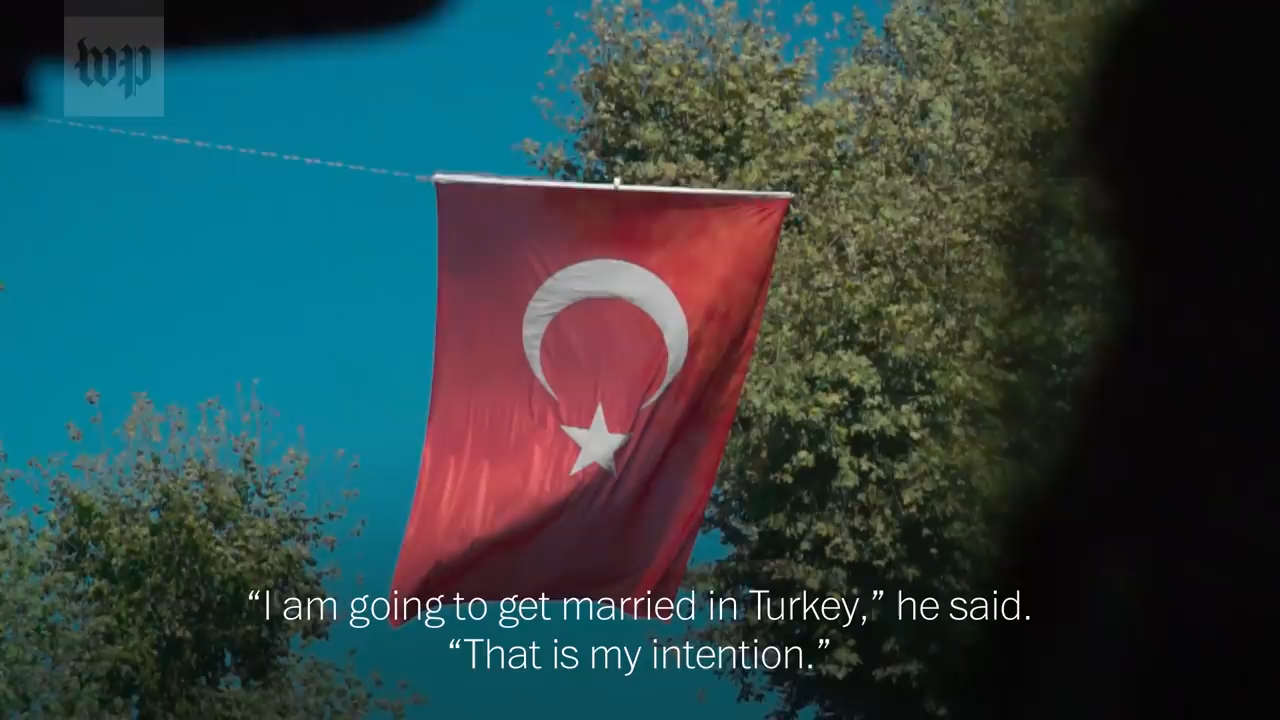 wp
“I am going to get married in Turkey,” he said.
“That is my intention.”